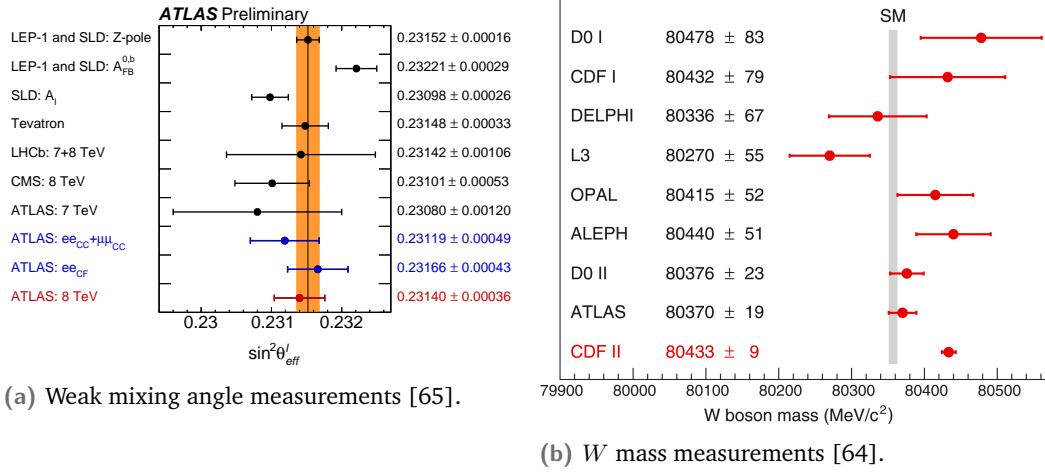 ATLAS Preliminary
LEP-1 and SLD: Z-pole 0.23152 ± 0.00016
LEP-1 and SLD: A_FB^0,b 0.23221 ± 0.00029
SLD: A_l 0.23098 ± 0.00026
Tevatron 0.23148 ± 0.00033
LHCb: 7+8 TeV 0.23142 ± 0.00106
CMS: 8 TeV 0.23101 ± 0.00053
ATLAS: 7 TeV 0.23080 ± 0.00120
ATLAS: ee_CC+μμ_CC 0.23119 ± 0.00049
ATLAS: ee_CF 0.23166 ± 0.00043
ATLAS: 8 TeV 0.23140 ± 0.00036
0.23 0.231 0.232
sin²θ^l_eff
(a) Weak mixing angle measurements [65].
SM
D0 I 80478 ± 83
CDF I 80432 ± 79
DELPHI 80336 ± 67
L3 80270 ± 55
OPAL 80415 ± 52
ALEPH 80440 ± 51
D0 II 80376 ± 23
ATLAS 80370 ± 19
CDF II 80433 ± 9
79900 80000 80100 80200 80300 80400 80500
W boson mass (MeV/c²)
(b) W mass measurements [64].